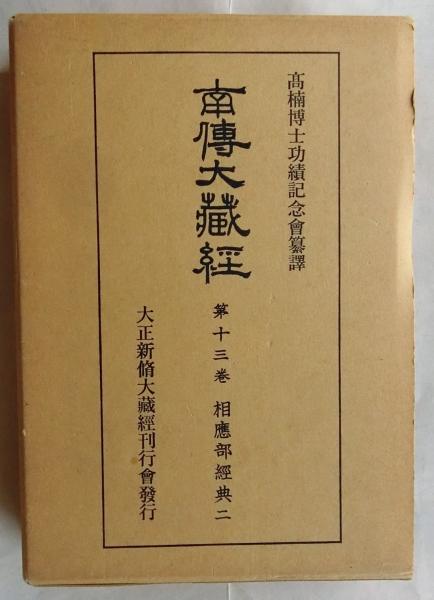 髙楠博士功績記念會纂譯
南傳大藏經
第十三卷 相應部經典二
大正新脩大藏經刊行會發行